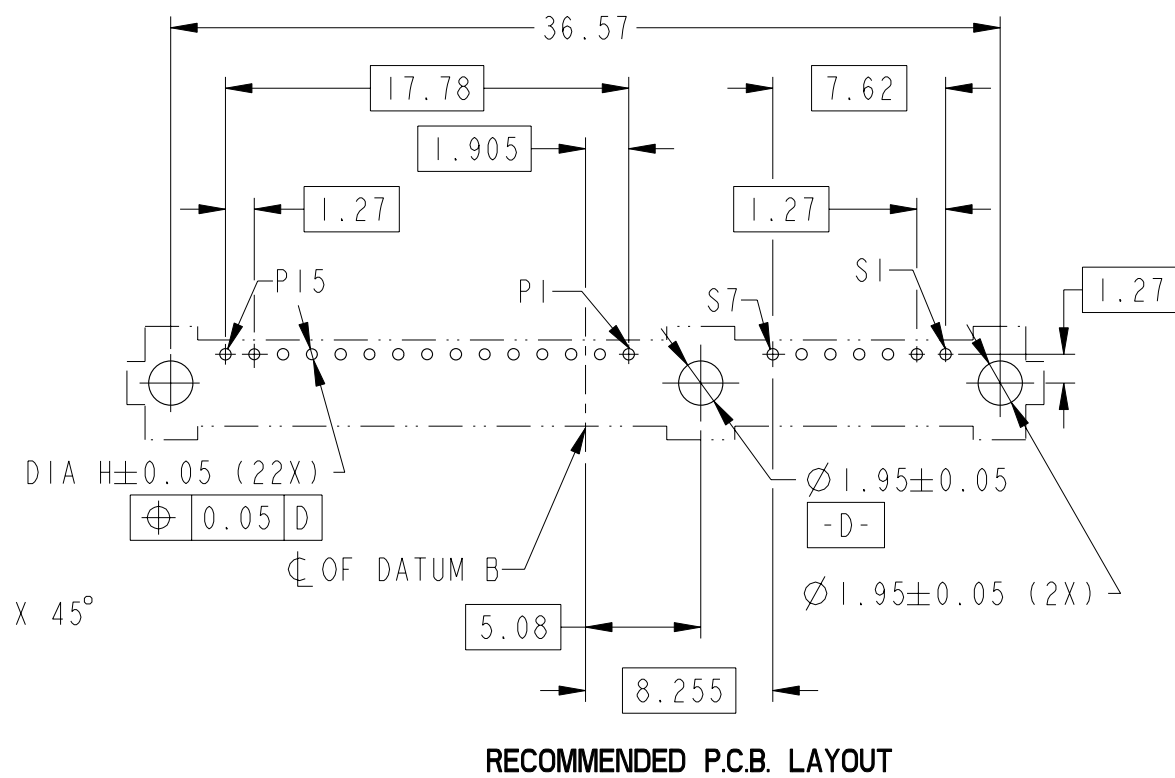 36.57
17.78
7.62
1.905
1.27
1.27
P15
P1
S7
S1
1.27
DIA H±0.05 (22X)
⌖ 0.05 D
℄ OF DATUM B
Ø1.95±0.05
-D-
Ø1.95±0.05 (2X)
X 45°
5.08
8.255
RECOMMENDED P.C.B. LAYOUT